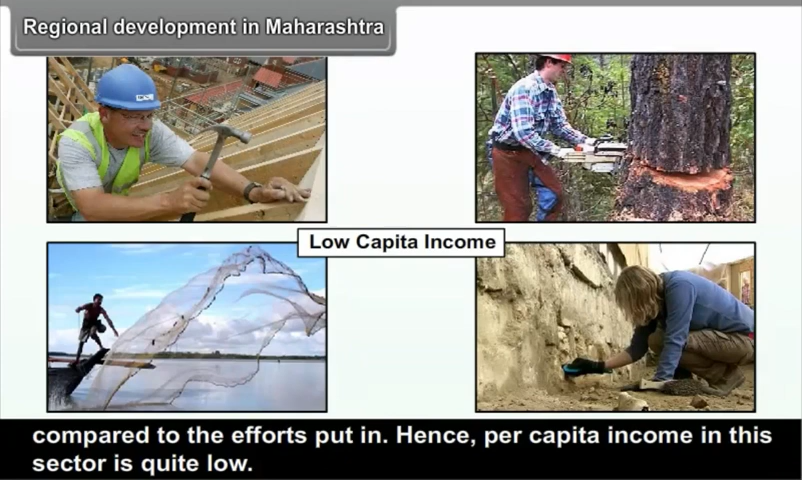 Regional development in Maharashtra
Low Capita Income
compared to the efforts put in. Hence, per capita income in this
sector is quite low.